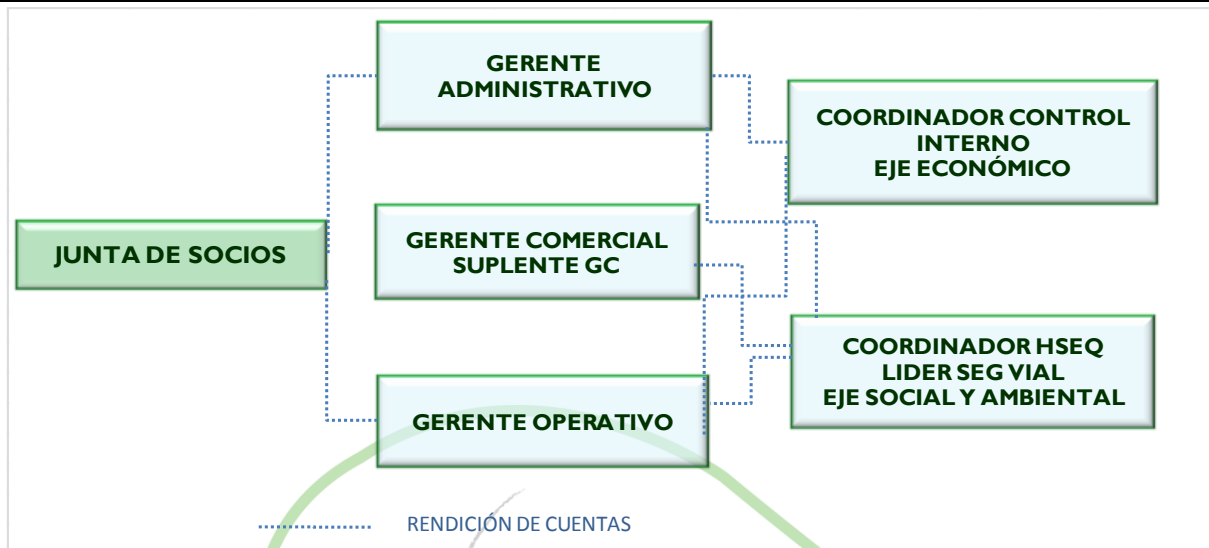 GERENTE
ADMINISTRATIVO
COORDINADOR CONTROL
INTERNO
EJE ECONÓMICO
JUNTA DE SOCIOS
GERENTE COMERCIAL
SUPLENTE GC
COORDINADOR HSEQ
LIDER SEG VIAL
EJE SOCIAL Y AMBIENTAL
GERENTE OPERATIVO
RENDICIÓN DE CUENTAS